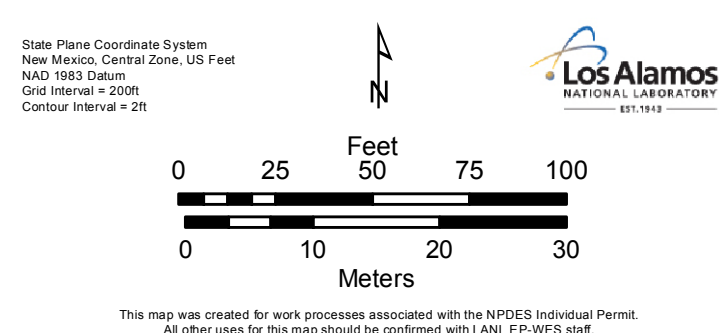 State Plane Coordinate System
New Mexico, Central Zone, US Feet
NAD 1983 Datum
Grid Interval = 200ft
Contour Interval = 2ft
N
Los Alamos
NATIONAL LABORATORY
EST.1943
Feet
0 25 50 75 100
0 10 20 30
Meters
This map was created for work processes associated with the NPDES Individual Permit.
All other uses for this map should be confirmed with LANL EP-WES staff.